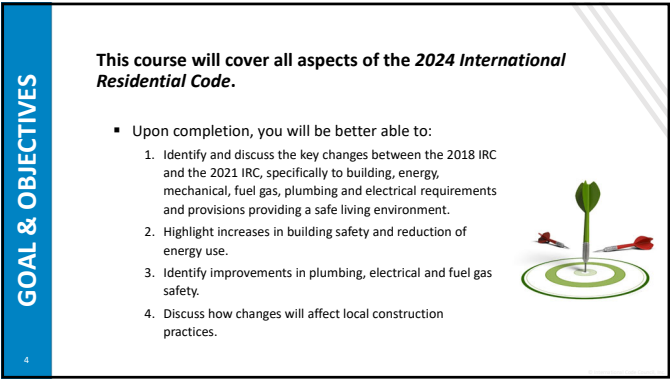 This course will cover all aspects of the 2024 International
Residential Code.
GOAL & OBJECTIVES
▪ Upon completion, you will be better able to:
1. Identify and discuss the key changes between the 2018 IRC
and the 2021 IRC, specifically to building, energy,
mechanical, fuel gas, plumbing and electrical requirements
and provisions providing a safe living environment.
2. Highlight increases in building safety and reduction of
energy use.
3. Identify improvements in plumbing, electrical and fuel gas
safety.
4. Discuss how changes will affect local construction
practices.
4